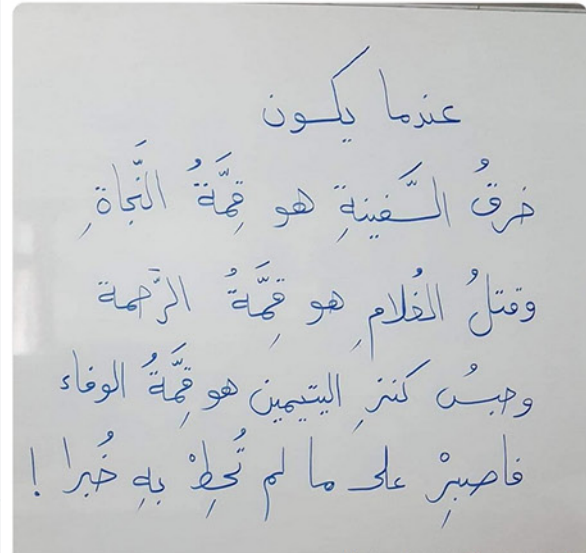 عندما يكون
خرقُ السَّفينةِ هو قِمَّةُ النَّجاةِ
وقتلُ الغُلامِ هو قِمَّةُ الرَّحمة
وحبسُ كنزِ اليتيمين هو قِمَّةُ الوفاء
فاصبِرْ على ما لم تُحِطْ بِهِ خُبرا !